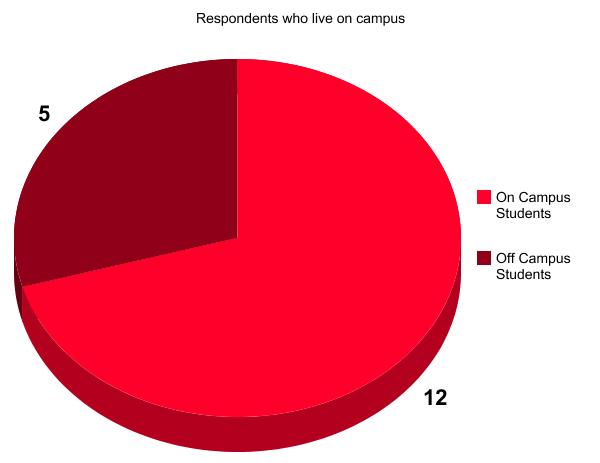 Respondents who live on campus
5
On Campus
Students
Off Campus
Students
12